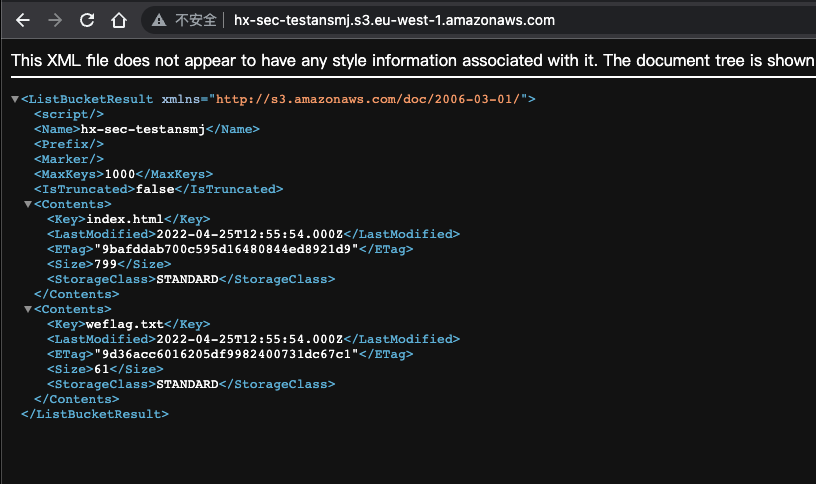 不安全 hx-sec-testansmj.s3.eu-west-1.amazonaws.com
This XML file does not appear to have any style information associated with it. The document tree is shown
▼<ListBucketResult xmlns="http://s3.amazonaws.com/doc/2006-03-01/">
<script/>
<Name>hx-sec-testansmj</Name>
<Prefix/>
<Marker/>
<MaxKeys>1000</MaxKeys>
<IsTruncated>false</IsTruncated>
▼<Contents>
<Key>index.html</Key>
<LastModified>2022-04-25T12:55:54.000Z</LastModified>
<ETag>"9bafddab700c595d16480844ed8921d9"</ETag>
<Size>799</Size>
<StorageClass>STANDARD</StorageClass>
</Contents>
▼<Contents>
<Key>weflag.txt</Key>
<LastModified>2022-04-25T12:55:54.000Z</LastModified>
<ETag>"9d36acc6016205df9982400731dc67c1"</ETag>
<Size>61</Size>
<StorageClass>STANDARD</StorageClass>
</Contents>
</ListBucketResult>